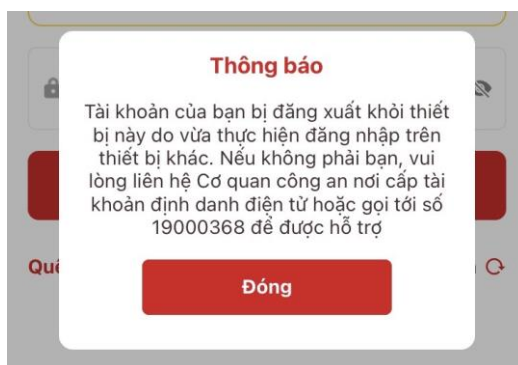 Thông báo
Tài khoản của bạn bị đăng xuất khỏi thiết
bị này do vừa thực hiện đăng nhập trên
thiết bị khác. Nếu không phải bạn, vui
lòng liên hệ Cơ quan công an nơi cấp tài
khoản định danh điện tử hoặc gọi tới số
19000368 để được hỗ trợ
Quê
Đóng